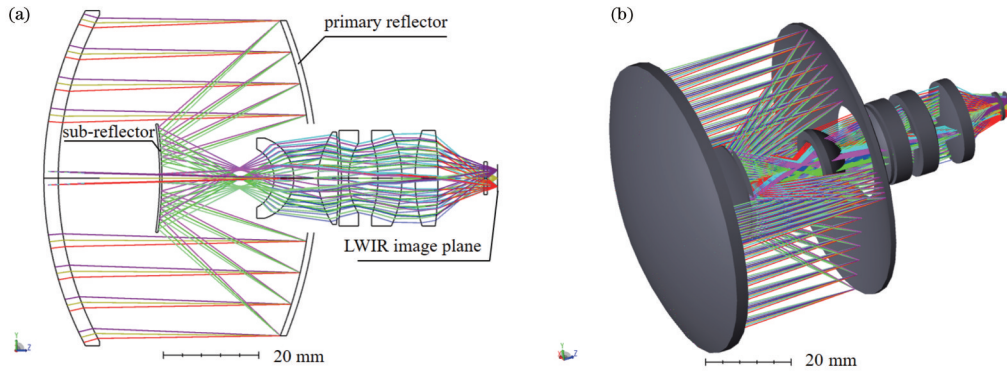 (a)
primary reflector
sub-reflector
LWIR image plane
20 mm
Y
Z
(b)
20 mm